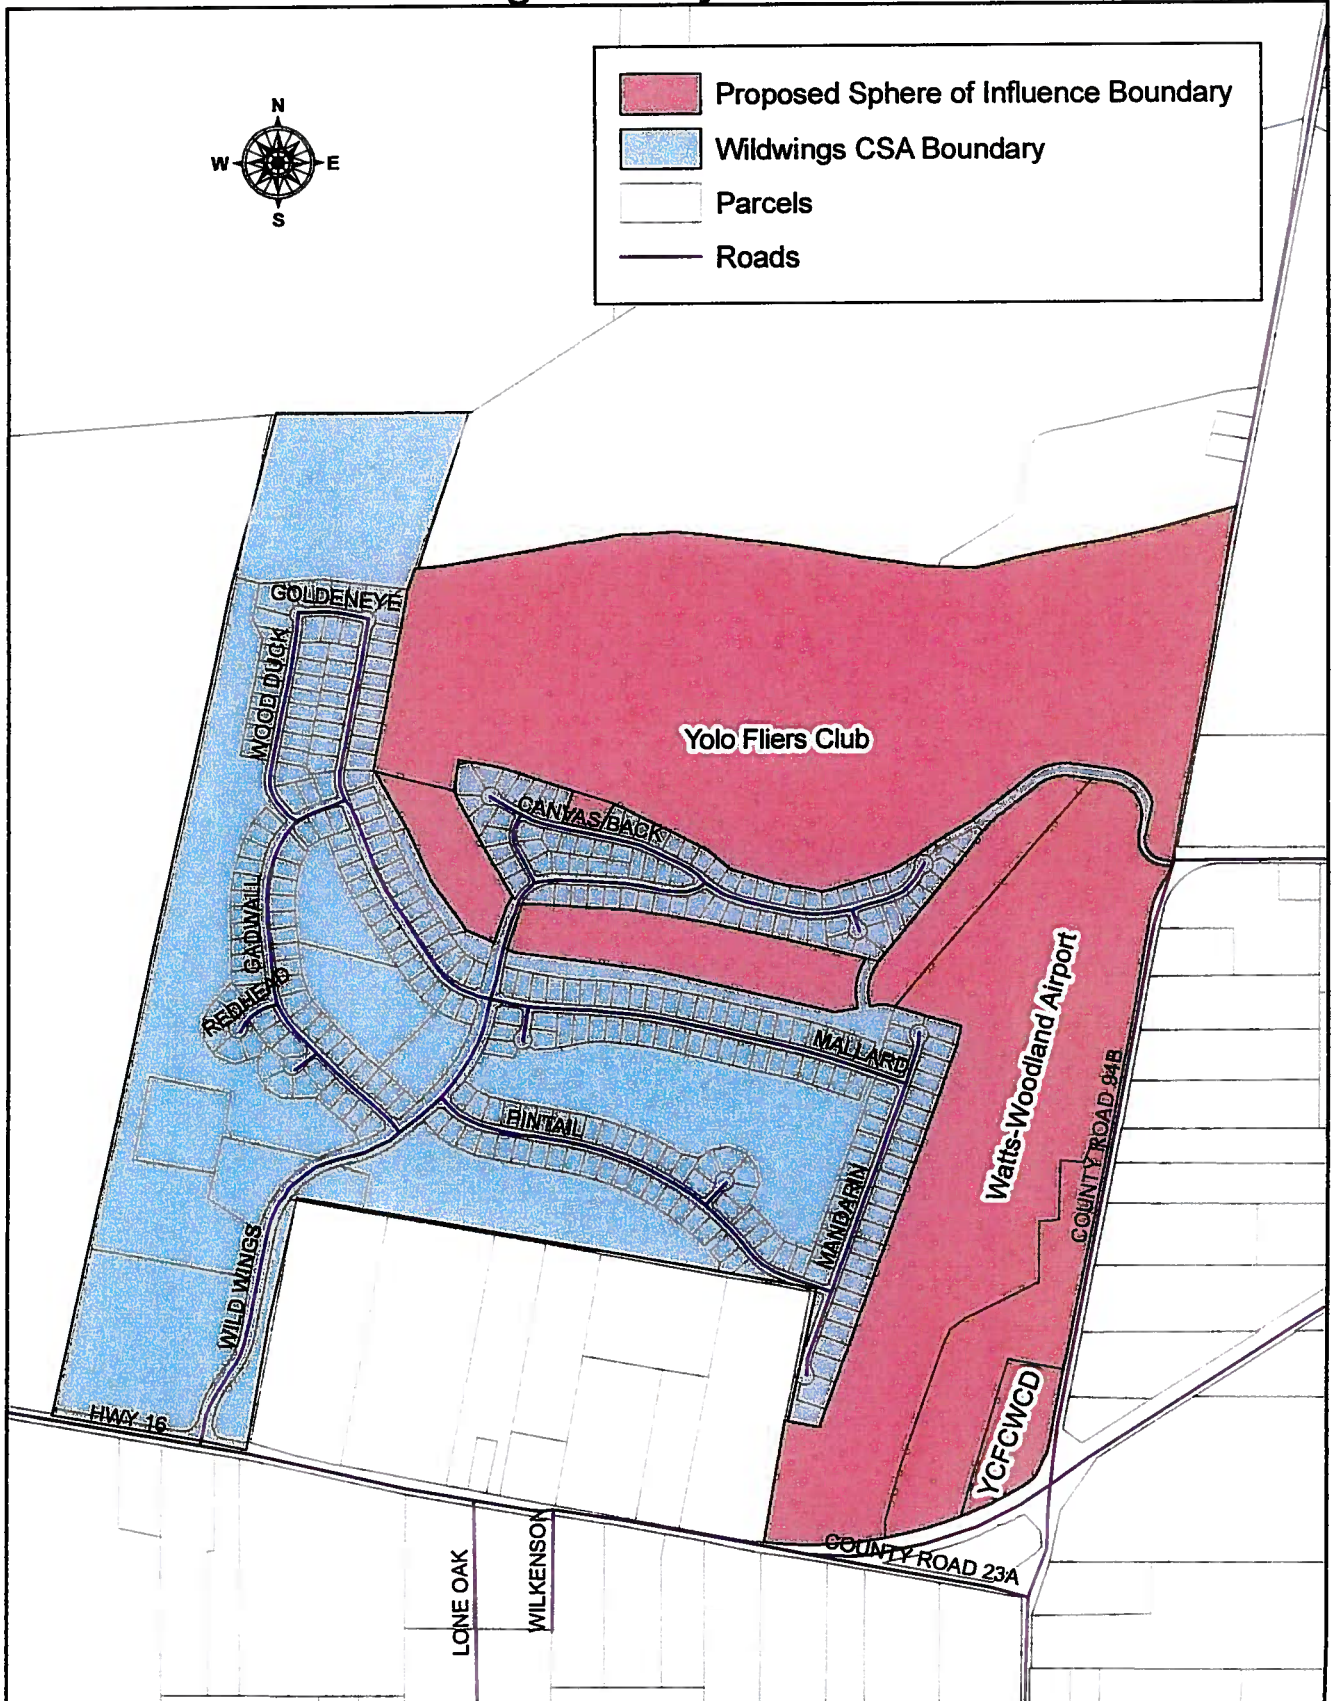 N
W E
S
Proposed Sphere of Influence Boundary
Wildwings CSA Boundary
Parcels
Roads
GOLDENEYE
WOOD DUCK
Yolo Fliers Club
CANVAS BACK
GADWALL
REDHEAD
MALLARD
Watts-Woodland Airport
COUNTY ROAD 94B
PINTAIL
MANDARIN
WILD WINGS
HWY 16
YCFCWCD
COUNTY ROAD 23A
LONE OAK
WILKENSON